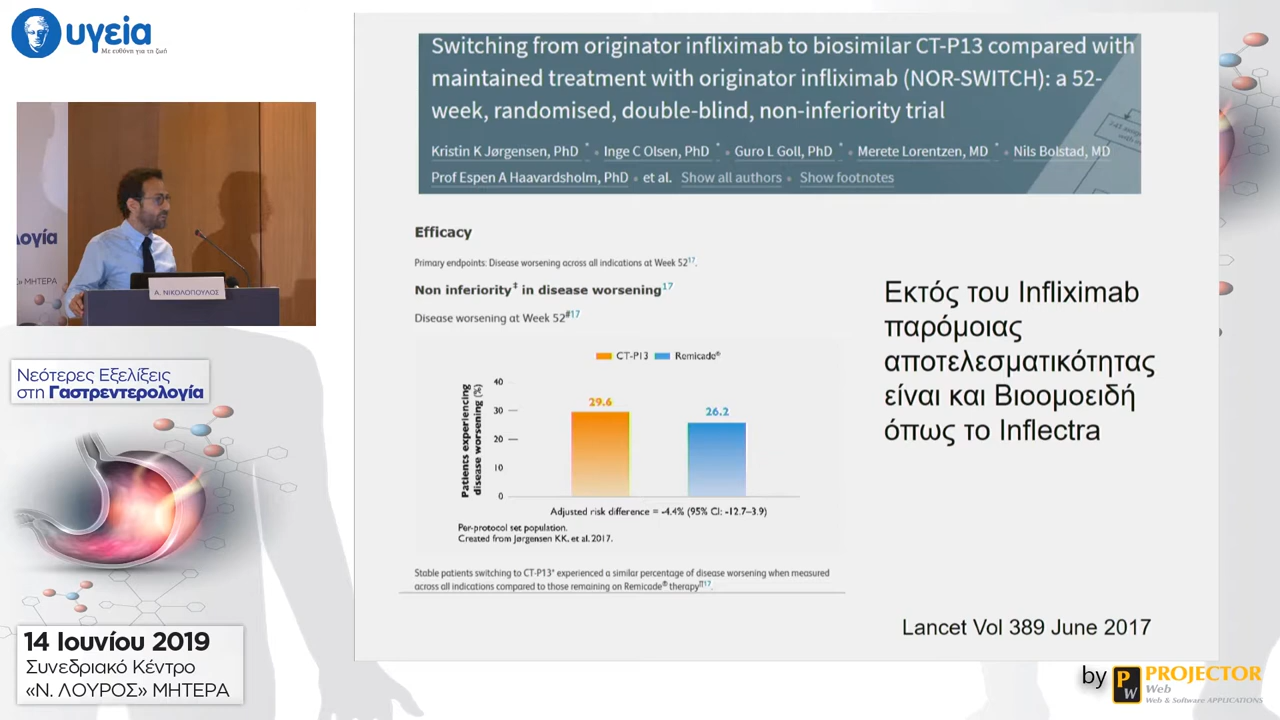 υγεία
Με ευθύνη για τη ζωή
λογία
ΜΗΤΕΡΑ
Α. ΝΙΚΟΛΟΠΟΥΛΟΣ
Νεότερες Εξελίξεις
στη Γαστρεντερολογία
14 Ιουνίου 2019
Συνεδριακό Κέντρο
«Ν. ΛΟΥΡΟΣ» ΜΗΤΕΡΑ
Switching from originator infliximab to biosimilar CT-P13 compared with
maintained treatment with originator infliximab (NOR-SWITCH): a 52-
week, randomised, double-blind, non-inferiority trial
Kristin K Jørgensen, PhD * • Inge C Olsen, PhD * • Guro L Goll, PhD * • Merete Lorentzen, MD * • Nils Bolstad, MD
Prof Espen A Haavardsholm, PhD • et al. Show all authors • Show footnotes
Efficacy
Primary endpoints: Disease worsening across all indications at Week 52¹⁷.
Non inferiority‡ in disease worsening¹⁷
Disease worsening at Week 52#17
CT-P13 Remicade®
Patients experiencing
disease worsening (%)
40
30
20
10
0
29.6
26.2
Adjusted risk difference = -4.4% (95% CI: -12.7–3.9)
Per-protocol set population.
Created from Jørgensen KK. et al. 2017.
Stable patients switching to CT-P13* experienced a similar percentage of disease worsening when measured
across all indications compared to those remaining on Remicade® therapy¹⁷.
Εκτός του Infliximab
παρόμοιας
αποτελεσματικότητας
είναι και Βιοομοειδή
όπως το Inflectra
Lancet Vol 389 June 2017
by PW PROJECTOR
Web
Web & Software APPLICATIONS